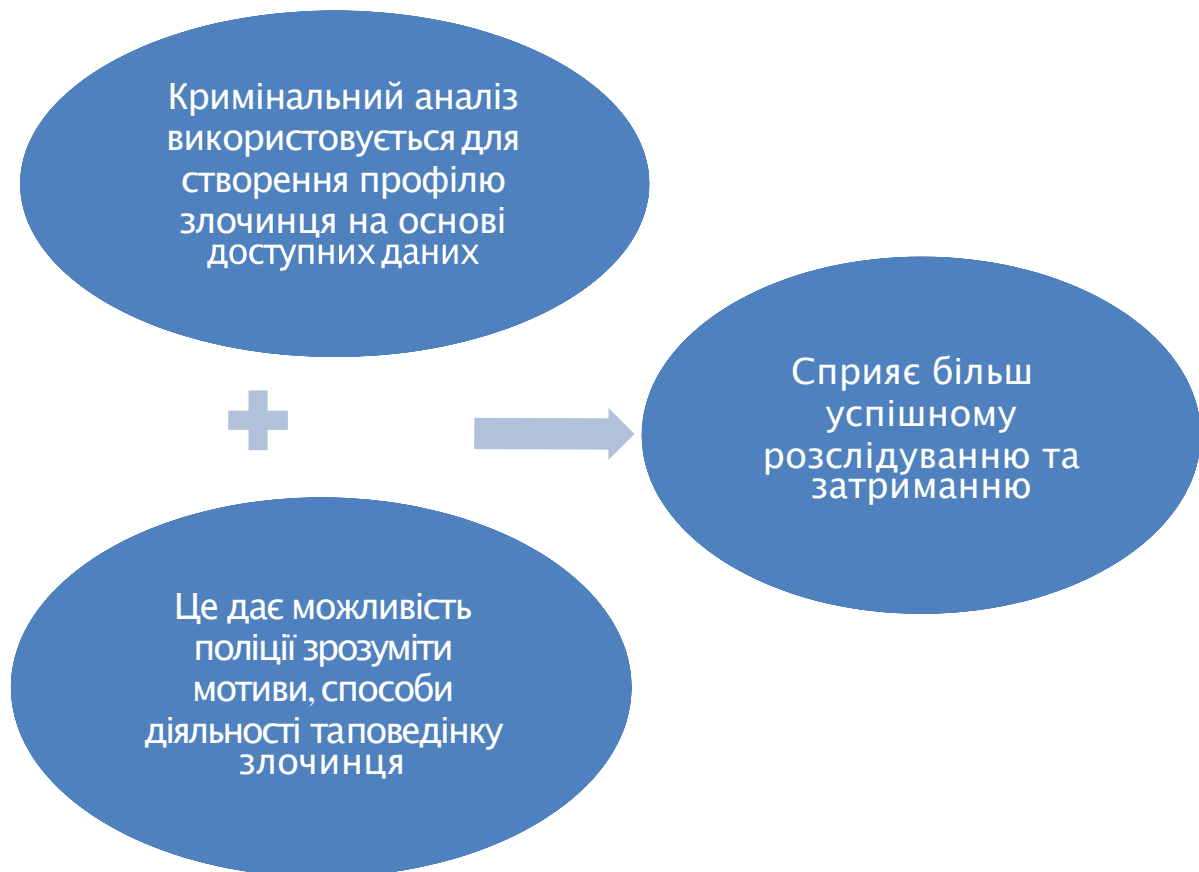 Кримінальний аналіз
використовується для
створення профілю
злочинця на основі
доступних даних
Це дає можливість
поліції зрозуміти
мотиви, способи
діяльності таповедінку
злочинця
Сприяє більш
успішному
розслідуванню та
затриманню